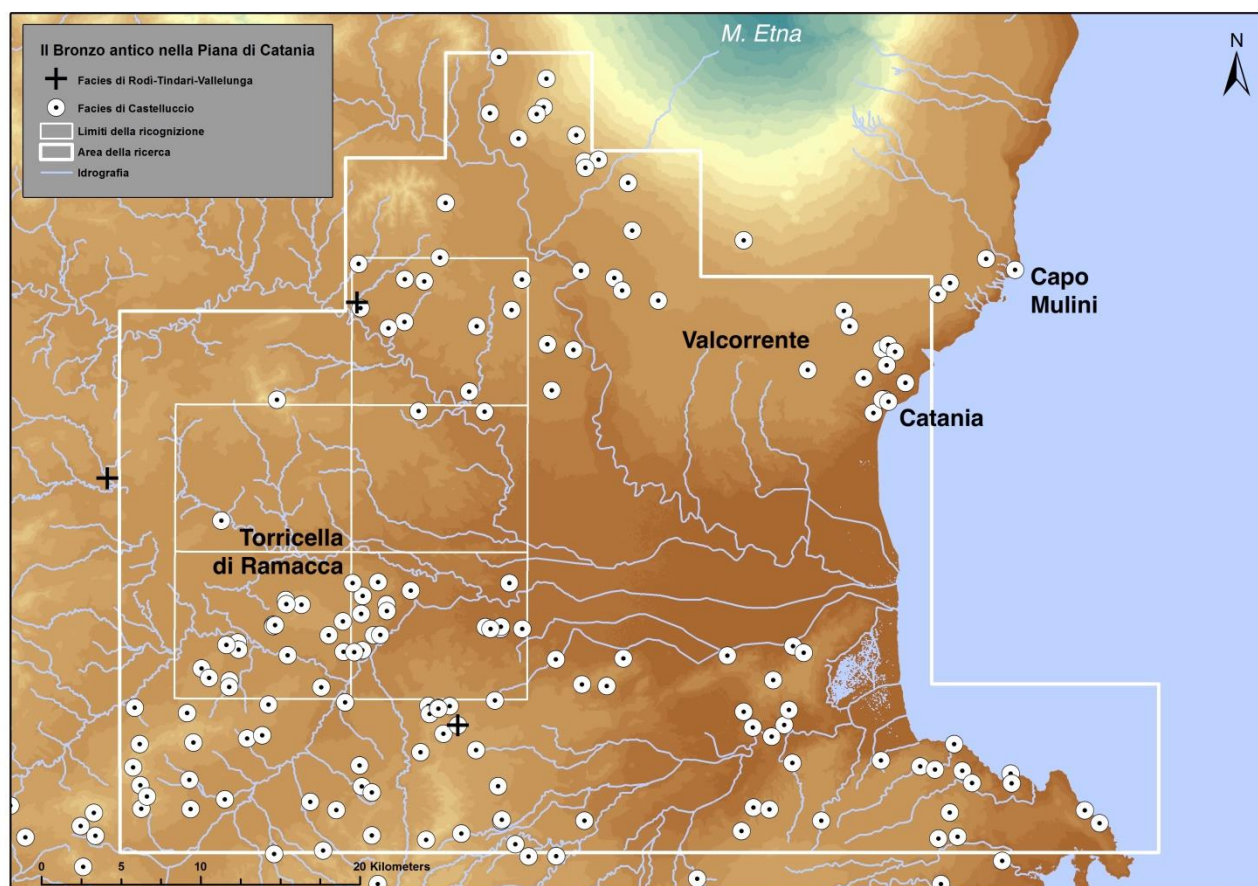 Il Bronzo antico nella Piana di Catania
Facies di Rodì-Tindari-Vallelunga
Facies di Castelluccio
Limiti della ricognizione
Area della ricerca
Idrografia
M. Etna
N
Capo
Mulini
Valcorrente
Catania
Torricella
di Ramacca
0 5 10 20 Kilometers